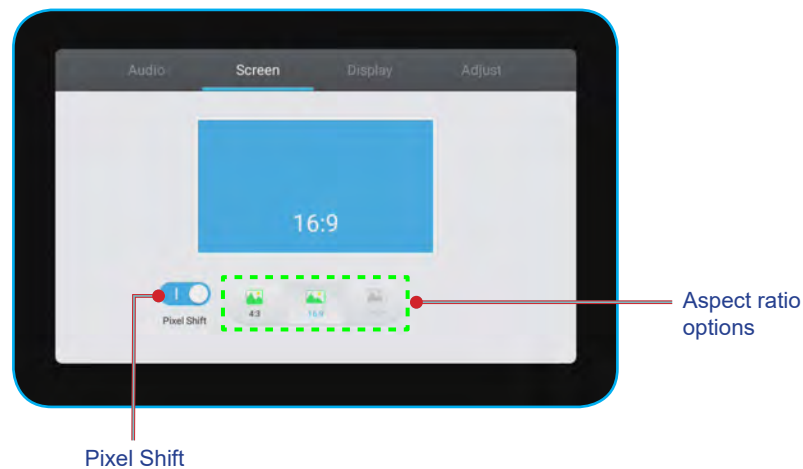 Audio Screen Display Adjust
16:9
4:3 16:9
Pixel Shift
Aspect ratio
options
Pixel Shift